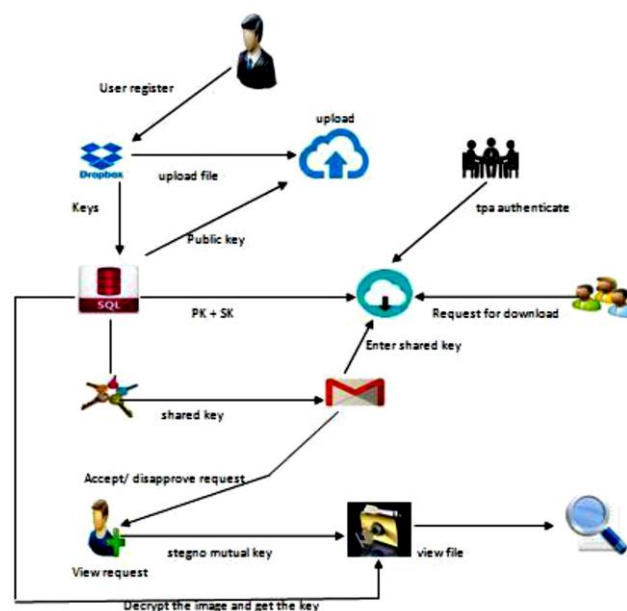 User register
upload
Dropbox
upload file
tpa authenticate
Keys
Public key
SQL
PK + SK
Request for download
Enter shared key
shared key
Accept/ disapprove request
stegno mutual key
view file
View request
Decrypt the image and get the key